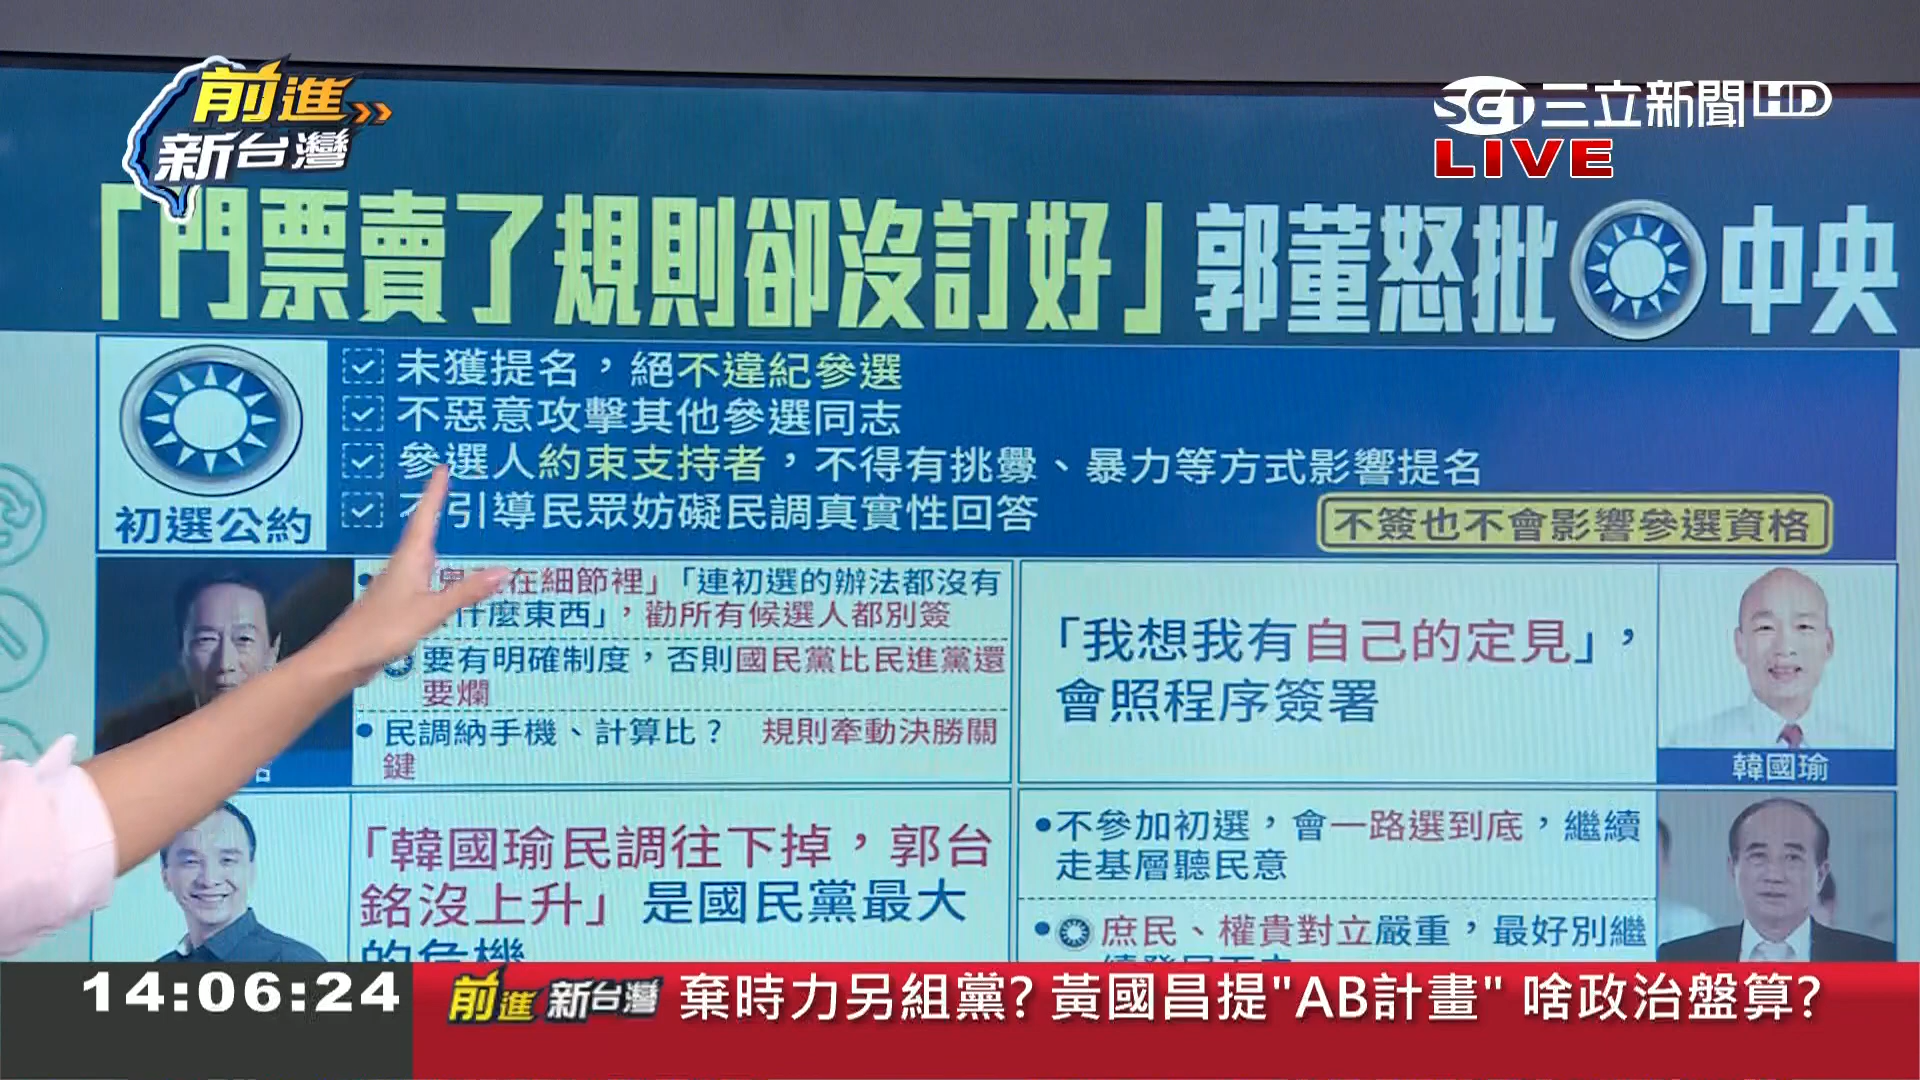 前進
新台灣
SET三立新聞HD
LIVE
「門票賣了規則卻沒訂好」郭董怒批 中央
未獲提名，絕不違紀參選
不惡意攻擊其他參選同志
參選人約束支持者，不得有挑釁、暴力等方式影響提名
引導民眾妨礙民調真實性回答
初選公約
不簽也不會影響參選資格
在細節裡」「連初選的辦法都沒有
什麼東西」，勸所有候選人都別簽
要有明確制度，否則國民黨比民進黨還
要爛
民調納手機、計算比？ 規則牽動決勝關
鍵
「我想我有自己的定見」，
會照程序簽署
韓國瑜
「韓國瑜民調往下掉，郭台
銘沒上升」是國民黨最大
的危機
不參加初選，會一路選到底，繼續
走基層聽民意
庶民、權貴對立嚴重，最好別繼
14:06:24
前進新台灣
棄時力另組黨？黃國昌提"AB計畫" 啥政治盤算？